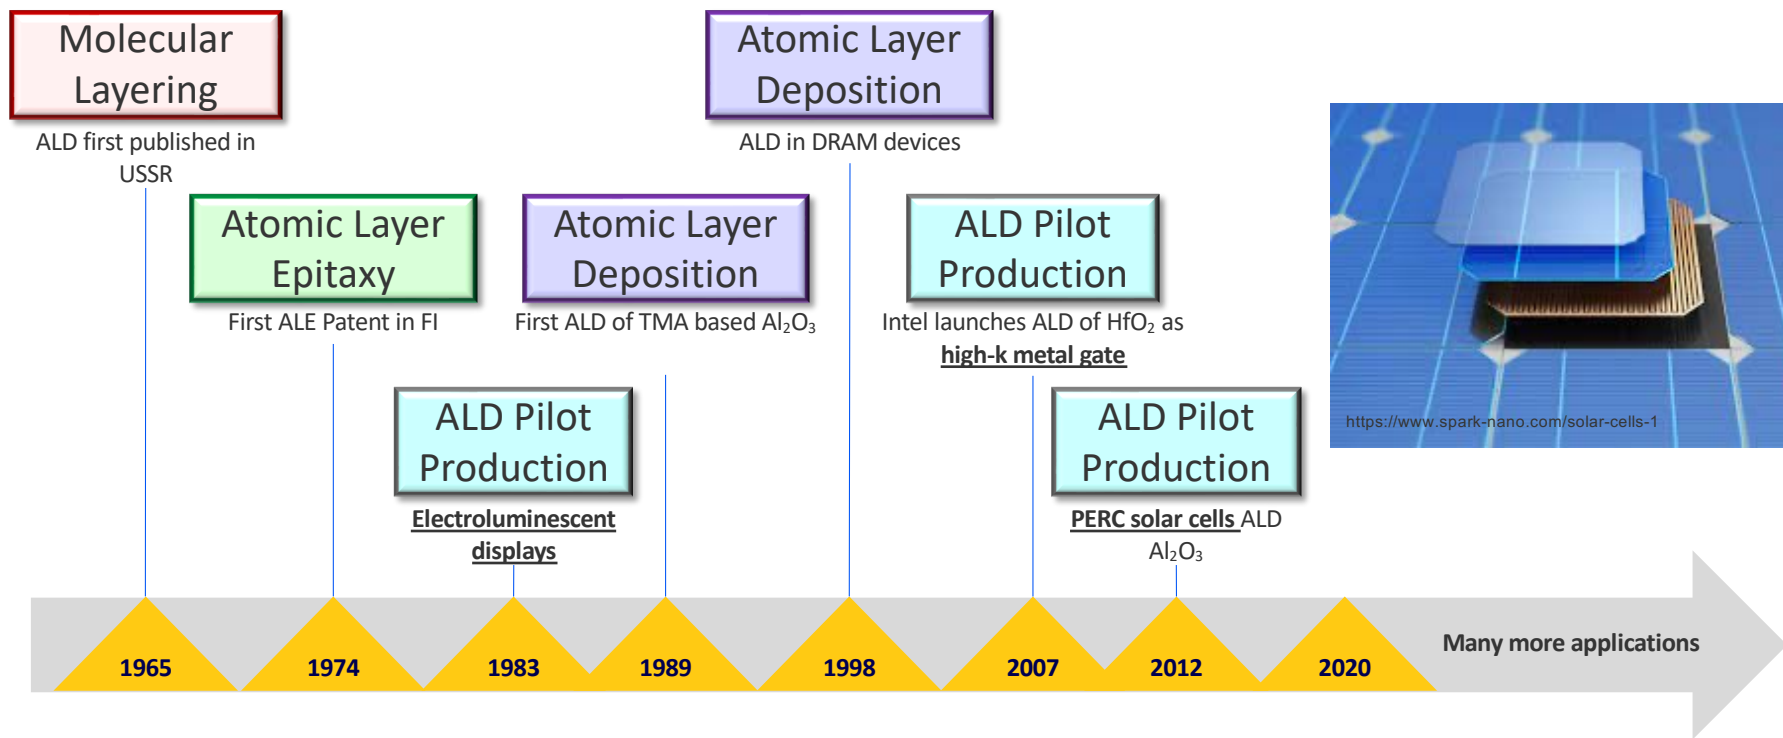 Molecular
Layering
ALD first published in
USSR
Atomic Layer
Epitaxy
First ALE Patent in FI
ALD Pilot
Production
Electroluminescent
displays
Atomic Layer
Deposition
First ALD of TMA based Al₂O₃
Atomic Layer
Deposition
ALD in DRAM devices
ALD Pilot
Production
Intel launches ALD of HfO₂ as
high-k metal gate
ALD Pilot
Production
PERC solar cells ALD
Al₂O₃
https://www.spark-nano.com/solar-cells-1
1965
1974
1983
1989
1998
2007
2012
2020
Many more applications